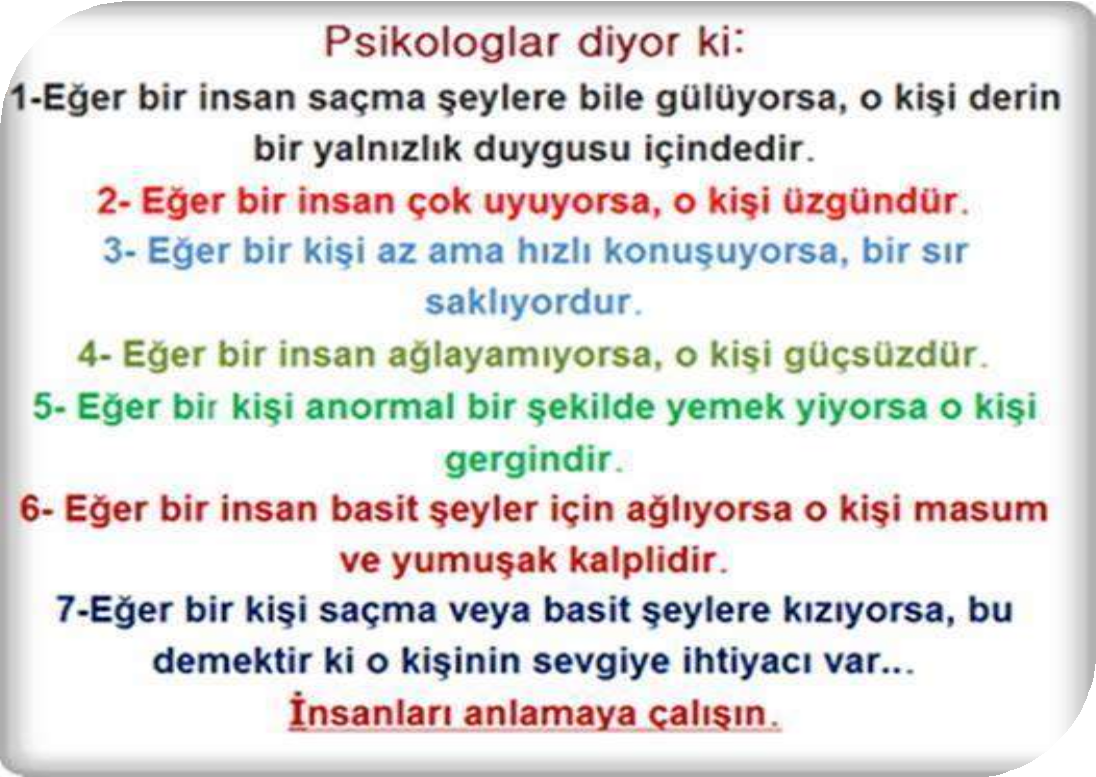 Psikologlar diyor ki:
1-Eğer bir insan saçma şeylere bile gülüyorsa, o kişi derin
bir yalnızlık duygusu içindedir.
2- Eğer bir insan çok uyuyorsa, o kişi üzgündür.
3- Eğer bir kişi az ama hızlı konuşuyorsa, bir sır
saklıyordur.
4- Eğer bir insan ağlayamıyorsa, o kişi güçsüzdür.
5- Eğer bir kişi anormal bir şekilde yemek yiyorsa o kişi
gergindir.
6- Eğer bir insan basit şeyler için ağlıyorsa o kişi masum
ve yumuşak kalplidir.
7-Eğer bir kişi saçma veya basit şeylere kızıyorsa, bu
demektir ki o kişinin sevgiye ihtiyacı var...
İnsanları anlamaya çalışın.